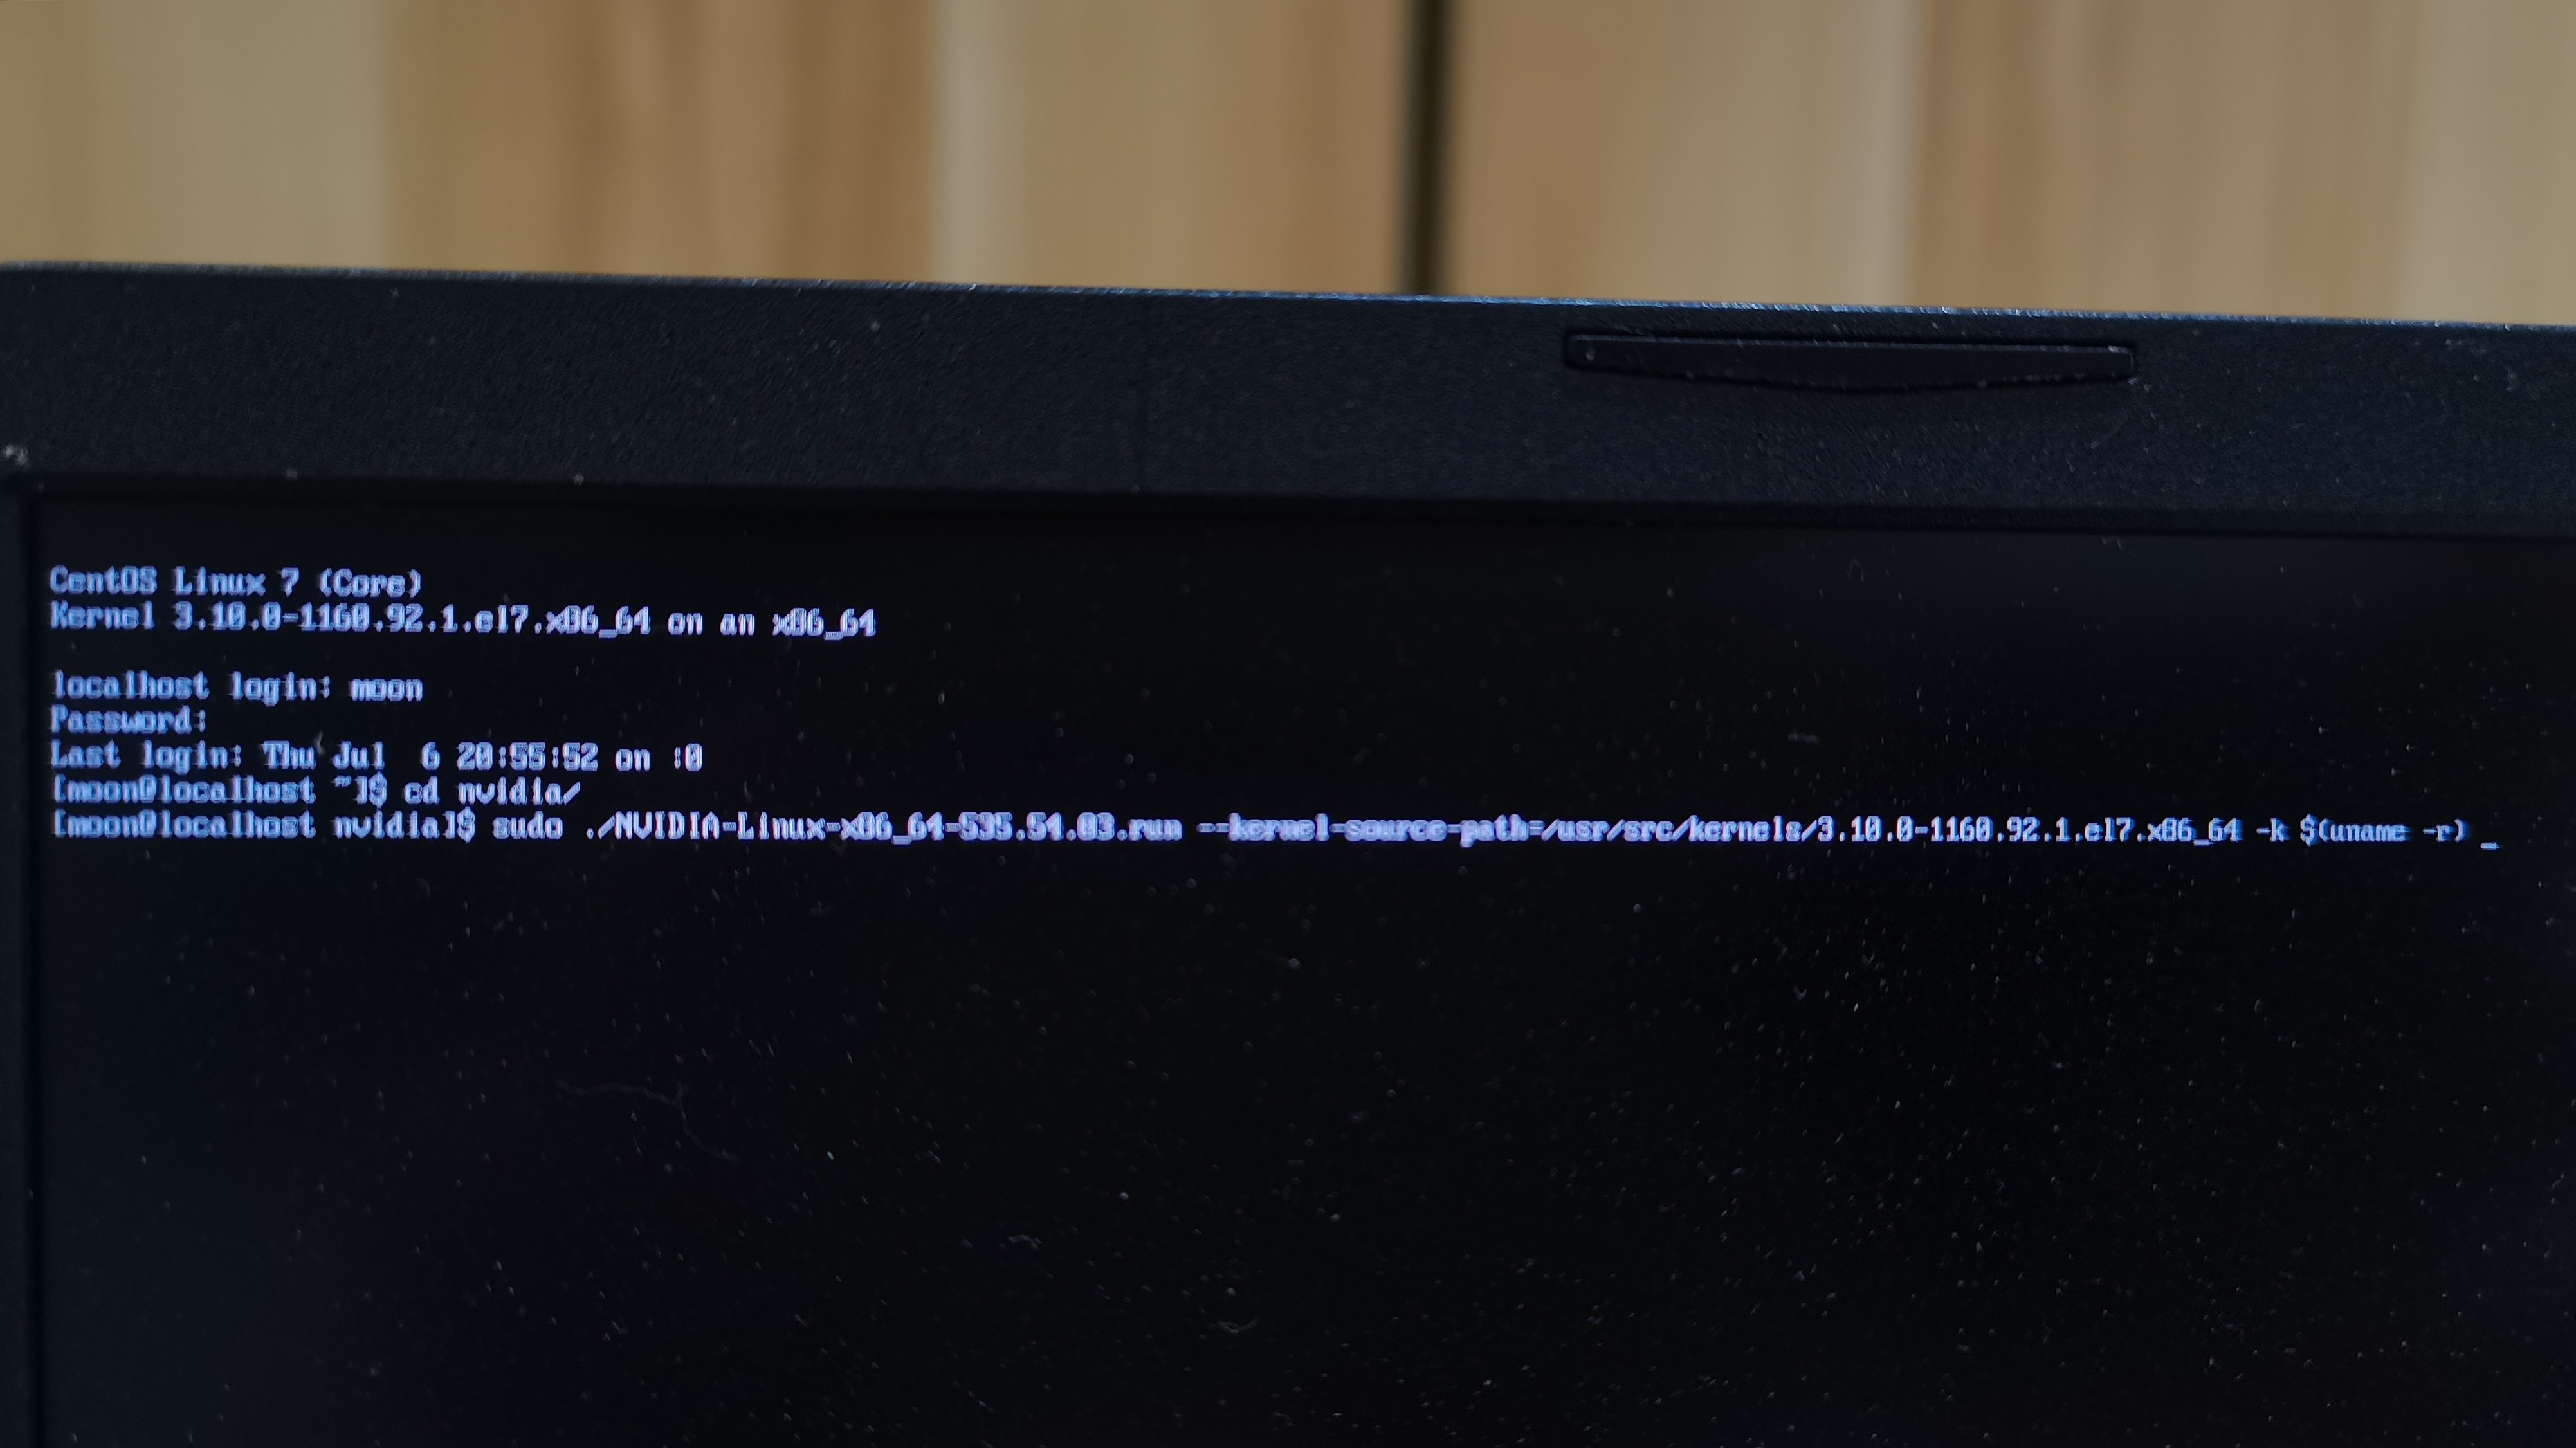 CentOS Linux 7 (Core)
Kernel 3.10.0-1160.92.1.el7.x86_64 on an x86_64
localhost login: moon
Password:
Last login: Thu Jul  6 20:55:52 on :0
[moon@localhost ~]$ cd nvidia/
[moon@localhost nvidia]$ sudo ./NVIDIA-Linux-x86_64-535.54.03.run --kernel-source-path=/usr/src/kernels/3.10.0-1160.92.1.el7.x86_64 -k $(uname -r) _